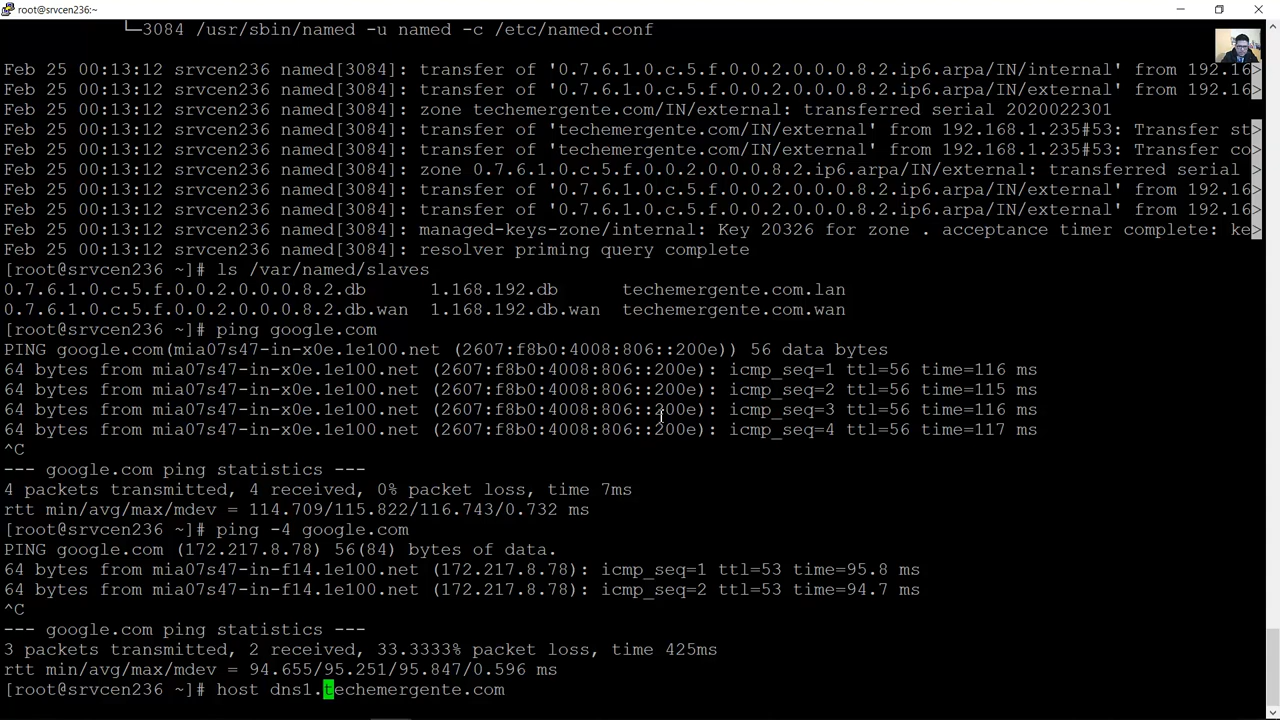 root@srvcen236:~
└─3084 /usr/sbin/named -u named -c /etc/named.conf
Feb 25 00:13:12 srvcen236 named[3084]: transfer of '0.7.6.1.0.c.5.f.0.0.2.0.0.0.8.2.ip6.arpa/IN/internal' from 192.16>
Feb 25 00:13:12 srvcen236 named[3084]: transfer of '0.7.6.1.0.c.5.f.0.0.2.0.0.0.8.2.ip6.arpa/IN/internal' from 192.16>
Feb 25 00:13:12 srvcen236 named[3084]: zone techemergente.com/IN/external: transferred serial 2020022301
Feb 25 00:13:12 srvcen236 named[3084]: transfer of 'techemergente.com/IN/external' from 192.168.1.235#53: Transfer st>
Feb 25 00:13:12 srvcen236 named[3084]: transfer of 'techemergente.com/IN/external' from 192.168.1.235#53: Transfer co>
Feb 25 00:13:12 srvcen236 named[3084]: zone 0.7.6.1.0.c.5.f.0.0.2.0.0.0.8.2.ip6.arpa/IN/external: transferred serial >
Feb 25 00:13:12 srvcen236 named[3084]: transfer of '0.7.6.1.0.c.5.f.0.0.2.0.0.0.8.2.ip6.arpa/IN/external' from 192.16>
Feb 25 00:13:12 srvcen236 named[3084]: transfer of '0.7.6.1.0.c.5.f.0.0.2.0.0.0.8.2.ip6.arpa/IN/external' from 192.16>
Feb 25 00:13:12 srvcen236 named[3084]: managed-keys-zone/internal: Key 20326 for zone . acceptance timer complete: ke>
Feb 25 00:13:12 srvcen236 named[3084]: resolver priming query complete
[root@srvcen236 ~]# ls /var/named/slaves
0.7.6.1.0.c.5.f.0.0.2.0.0.0.8.2.db      1.168.192.db      techemergente.com.lan
0.7.6.1.0.c.5.f.0.0.2.0.0.0.8.2.db.wan  1.168.192.db.wan  techemergente.com.wan
[root@srvcen236 ~]# ping google.com
PING google.com(mia07s47-in-x0e.1e100.net (2607:f8b0:4008:806::200e)) 56 data bytes
64 bytes from mia07s47-in-x0e.1e100.net (2607:f8b0:4008:806::200e): icmp_seq=1 ttl=56 time=116 ms
64 bytes from mia07s47-in-x0e.1e100.net (2607:f8b0:4008:806::200e): icmp_seq=2 ttl=56 time=115 ms
64 bytes from mia07s47-in-x0e.1e100.net (2607:f8b0:4008:806::200e): icmp_seq=3 ttl=56 time=116 ms
64 bytes from mia07s47-in-x0e.1e100.net (2607:f8b0:4008:806::200e): icmp_seq=4 ttl=56 time=117 ms
^C
--- google.com ping statistics ---
4 packets transmitted, 4 received, 0% packet loss, time 7ms
rtt min/avg/max/mdev = 114.709/115.822/116.743/0.732 ms
[root@srvcen236 ~]# ping -4 google.com
PING google.com (172.217.8.78) 56(84) bytes of data.
64 bytes from mia07s47-in-f14.1e100.net (172.217.8.78): icmp_seq=1 ttl=53 time=95.8 ms
64 bytes from mia07s47-in-f14.1e100.net (172.217.8.78): icmp_seq=2 ttl=53 time=94.7 ms
^C
--- google.com ping statistics ---
3 packets transmitted, 2 received, 33.3333% packet loss, time 425ms
rtt min/avg/max/mdev = 94.655/95.251/95.847/0.596 ms
[root@srvcen236 ~]# host dns1.techemergente.com